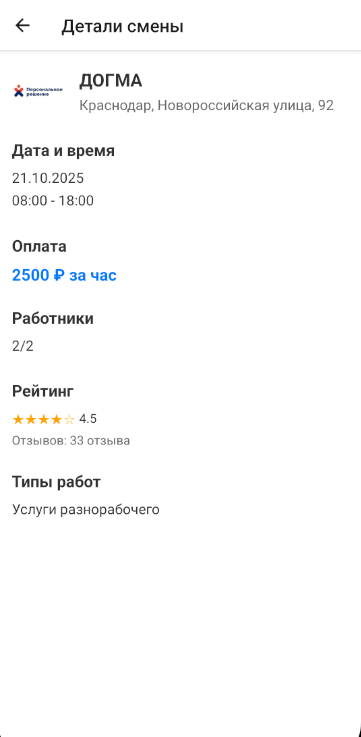 Детали смены
Персональное
решение
ДОГМА
Краснодар, Новороссийская улица, 92
Дата и время
21.10.2025
08:00 - 18:00
Оплата
2500 ₽ за час
Работники
2/2
Рейтинг
★★★★☆ 4.5
Отзывов: 33 отзыва
Типы работ
Услуги разнорабочего